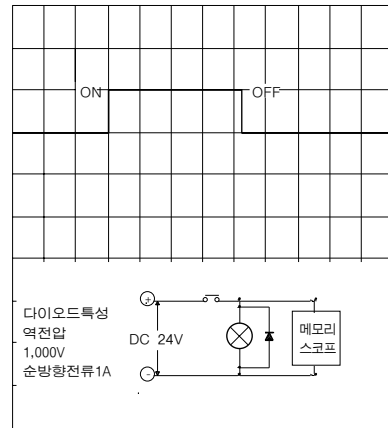 ON OFF
다이오드특성
역전압
1,000V
순방향전류1A
+
DC 24V
-
메모리
스코프